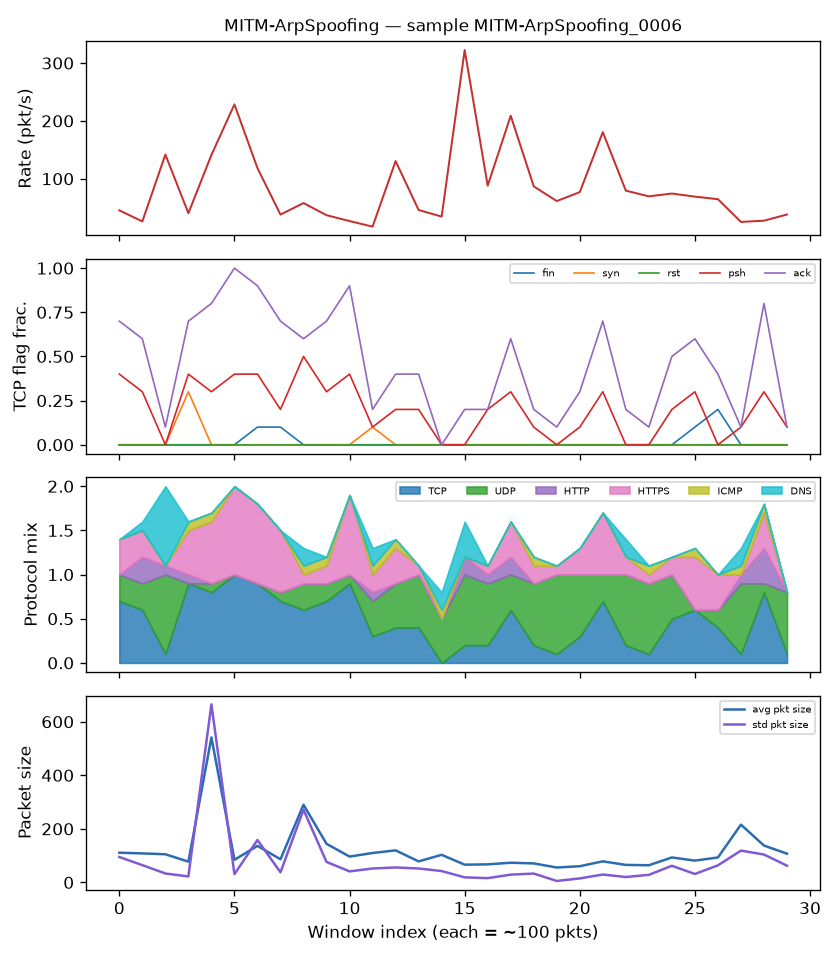 MITM-ArpSpoofing — sample MITM-ArpSpoofing_0006
300
200
100
Rate (pkt/s)
fin syn rst psh ack
1.00
0.75
0.50
0.25
0.00
TCP flag frac.
TCP UDP HTTP HTTPS ICMP DNS
2.0
1.5
1.0
0.5
0.0
Protocol mix
avg pkt size
std pkt size
600
400
200
0
Packet size
0 5 10 15 20 25 30
Window index (each = ~100 pkts)